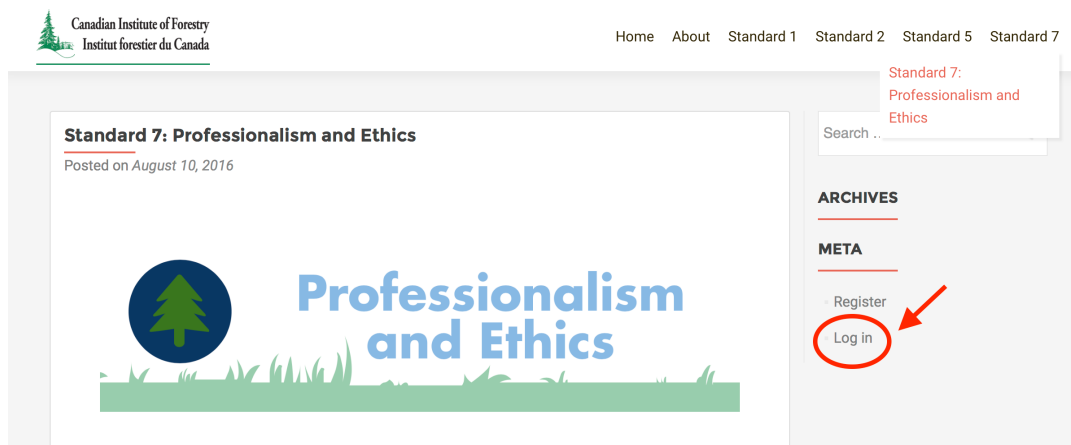 Canadian Institute of Forestry
Institut forestier du Canada
Home About Standard 1 Standard 2 Standard 5 Standard 7
Standard 7:
Professionalism and
Ethics
Standard 7: Professionalism and Ethics
Posted on August 10, 2016
Professionalism
and Ethics
Search ..
ARCHIVES
META
Register
Log in